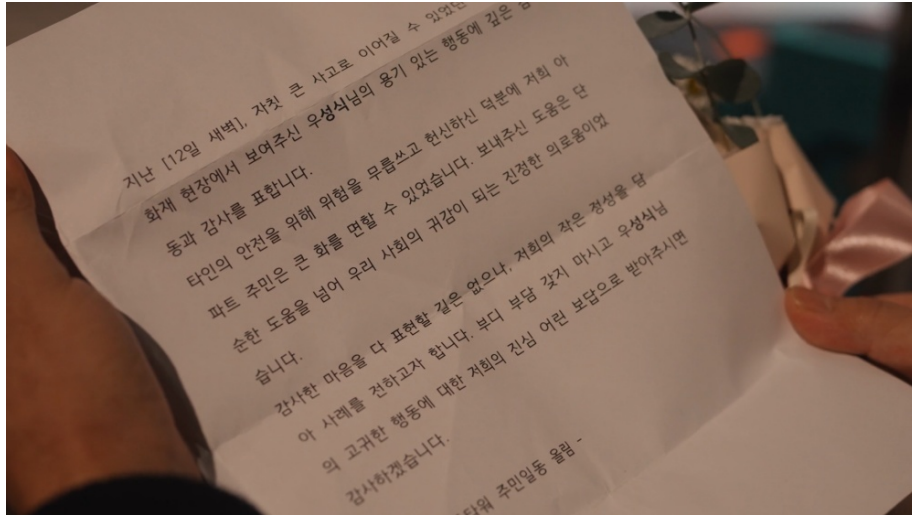 지난 [12일 새벽], 자칫 큰 사고로 이어질 수 있었던
화재 현장에서 보여주신 우성식님의 용기 있는 행동에 깊은
동과 감사를 표합니다.
타인의 안전을 위해 위험을 무릅쓰고 헌신하신 덕분에 저희 아
파트 주민은 큰 화를 면할 수 있었습니다. 보내주신 도움은 단
순한 도움을 넘어 우리 사회의 귀감이 되는 진정한 의로움이었
습니다.
감사한 마음을 다 표현할 길은 없으나, 저희의 작은 정성을 담
아 사례를 전하고자 합니다. 부디 부담 갖지 마시고 우성식님
의 고귀한 행동에 대한 저희의 진심 어린 보답으로 받아주시면
감사하겠습니다.
주민일동 올림 -